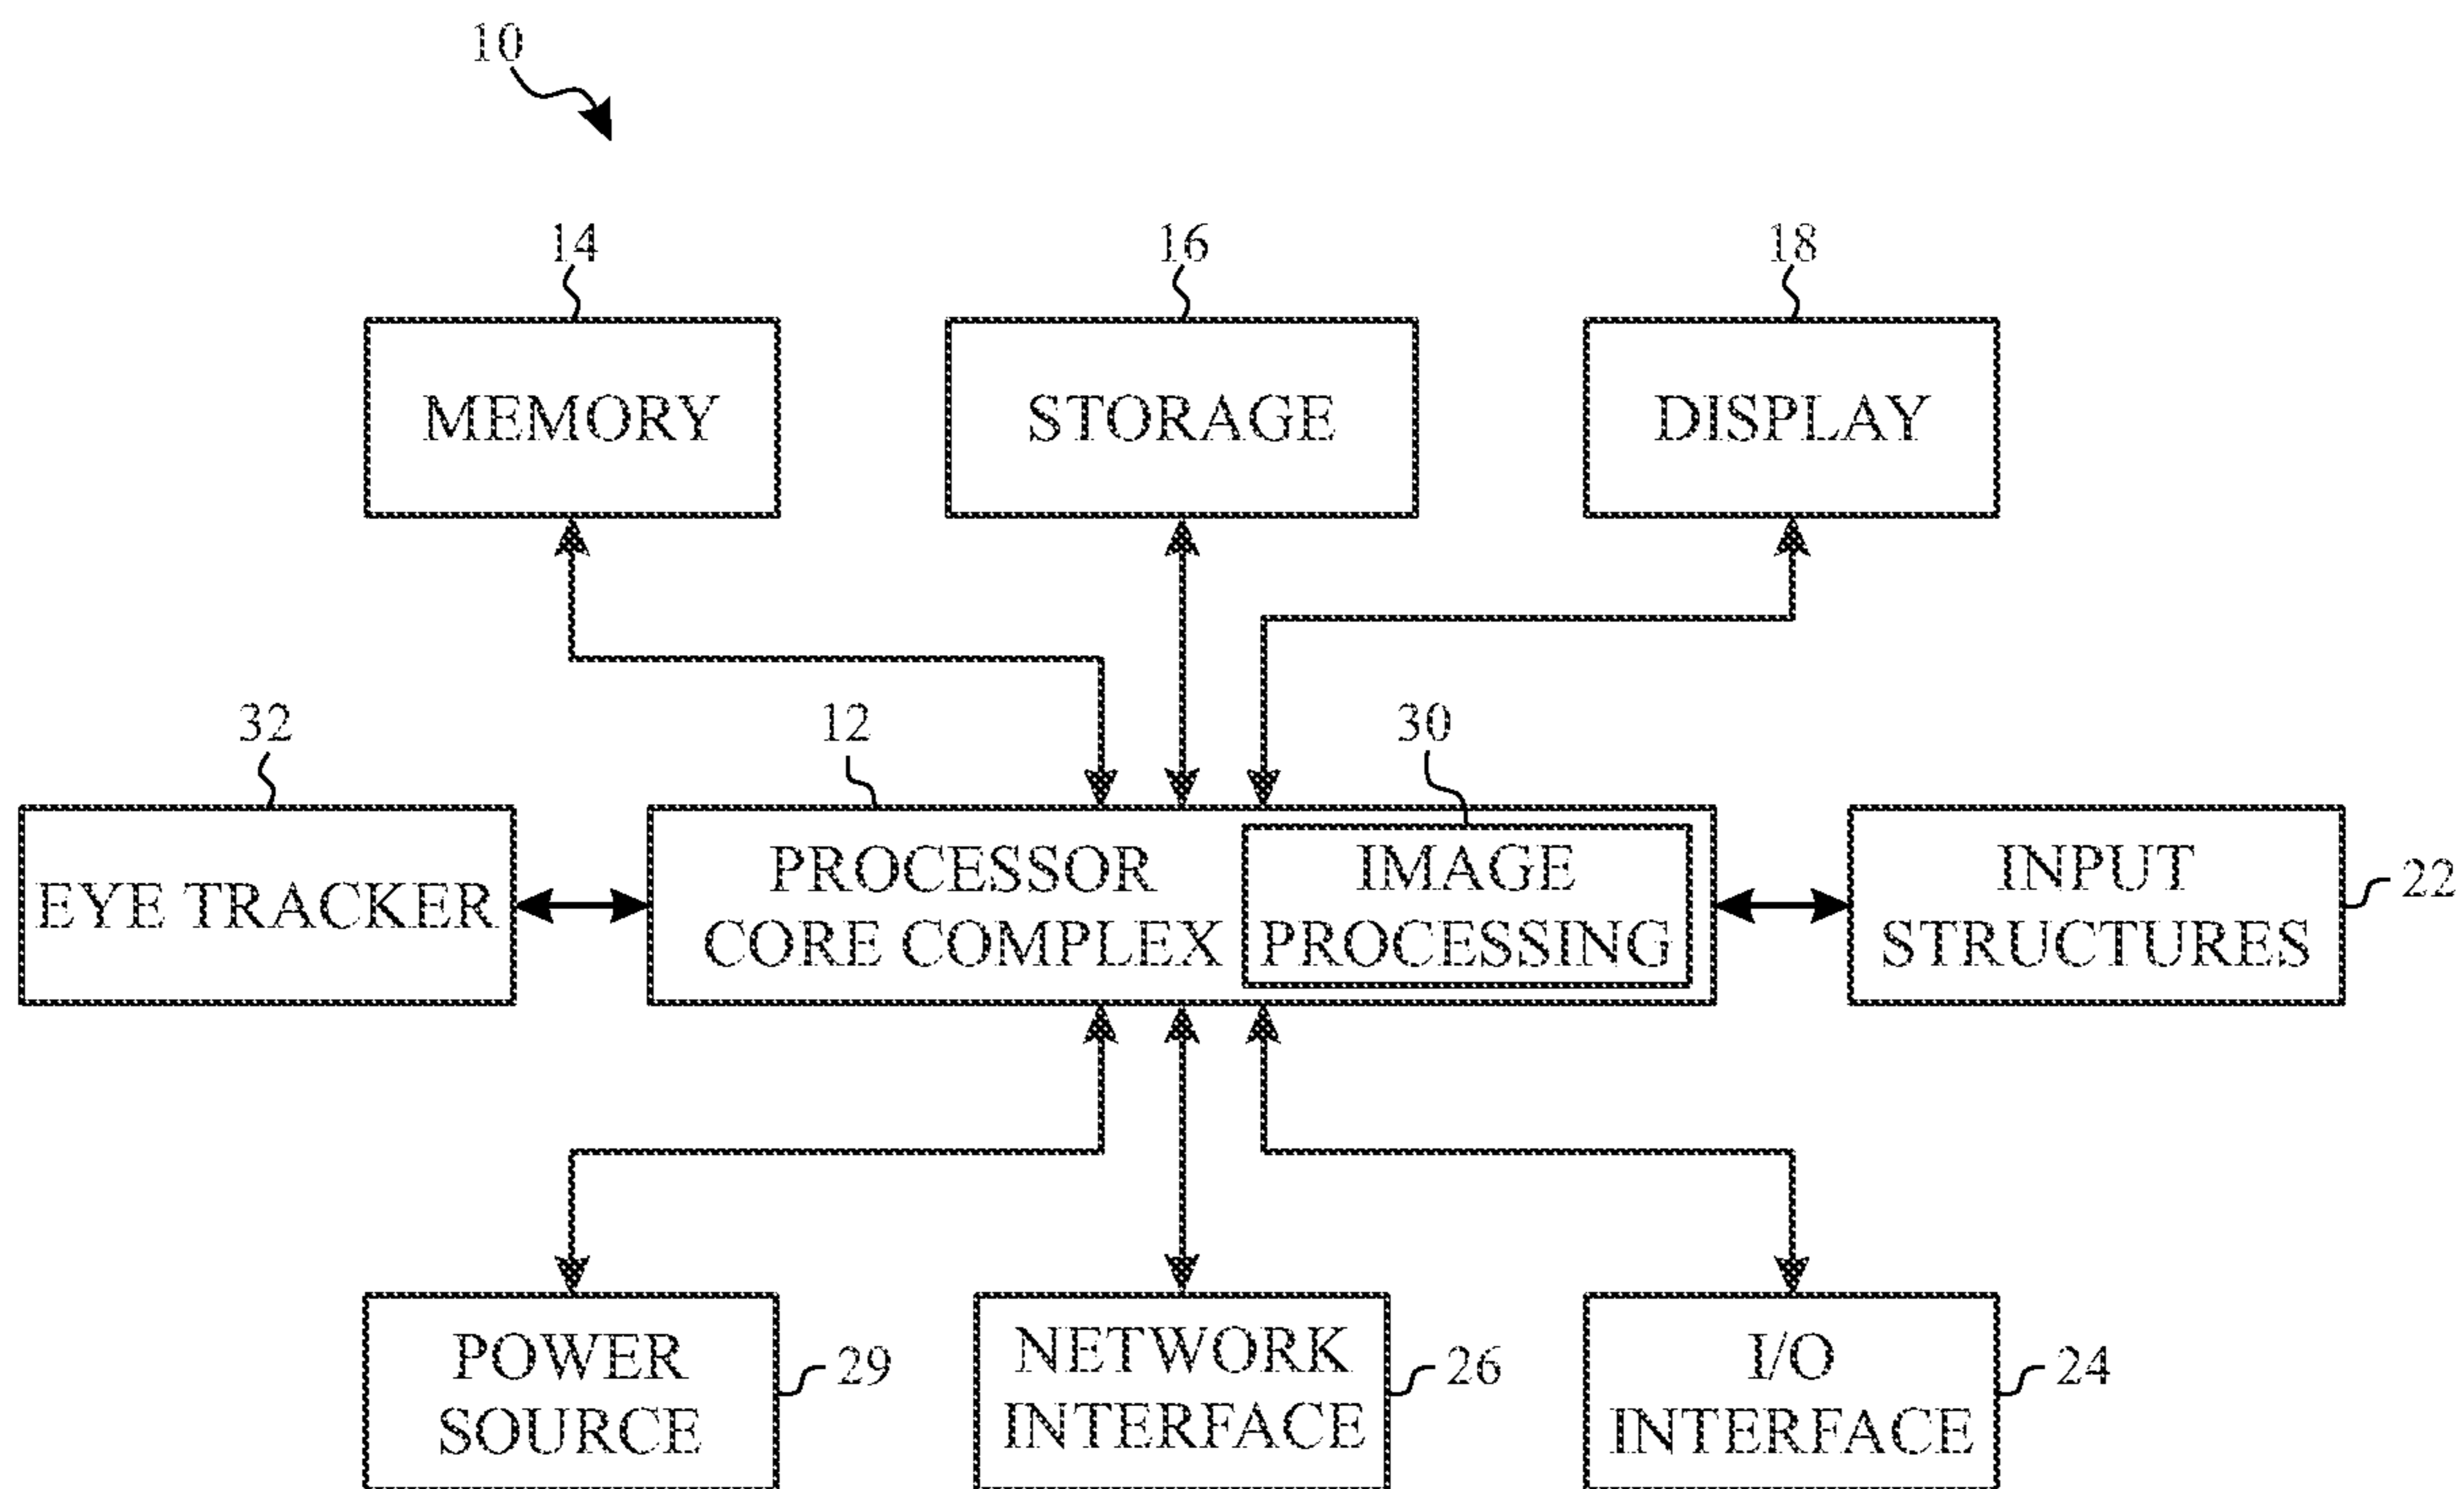 10
14
16
18
MEMORY
STORAGE
DISPLAY
32
12
30
EYE TRACKER
PROCESSOR
CORE COMPLEX
IMAGE
PROCESSING
INPUT
STRUCTURES
22
POWER
SOURCE
29
NETWORK
INTERFACE
26
I/O
INTERFACE
24